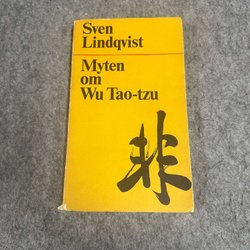 Sven
Lindqvist
Myten
om
Wu Tao-tzu
非